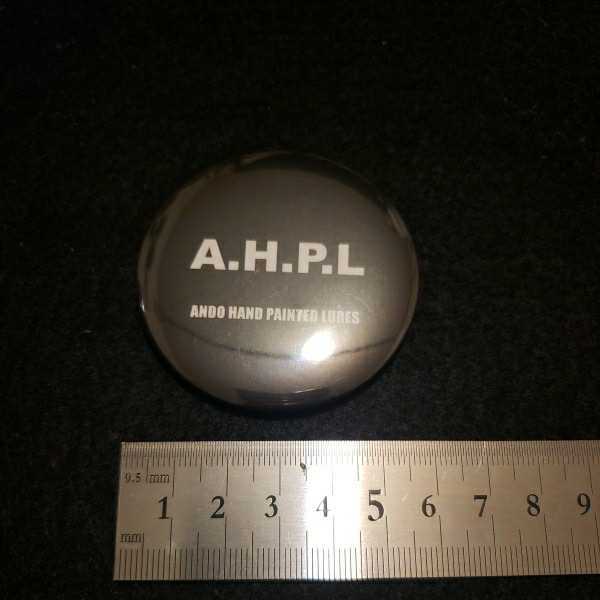 A.H.P.L
ANDO HAND PAINTED LURES
9.5 mm
1 2 3 4 5 6 7 8 9
mm